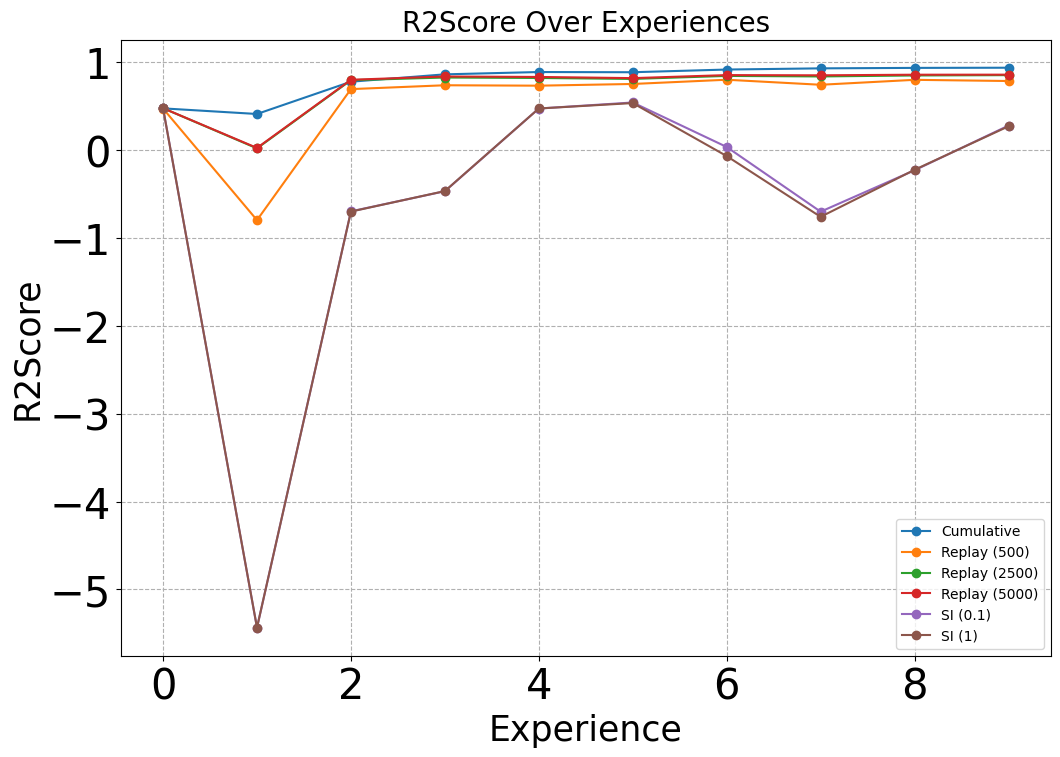 R2Score Over Experiences
R2Score
1
0
−1
−2
−3
−4
−5
0 2 4 6 8
Experience
Cumulative
Replay (500)
Replay (2500)
Replay (5000)
SI (0.1)
SI (1)